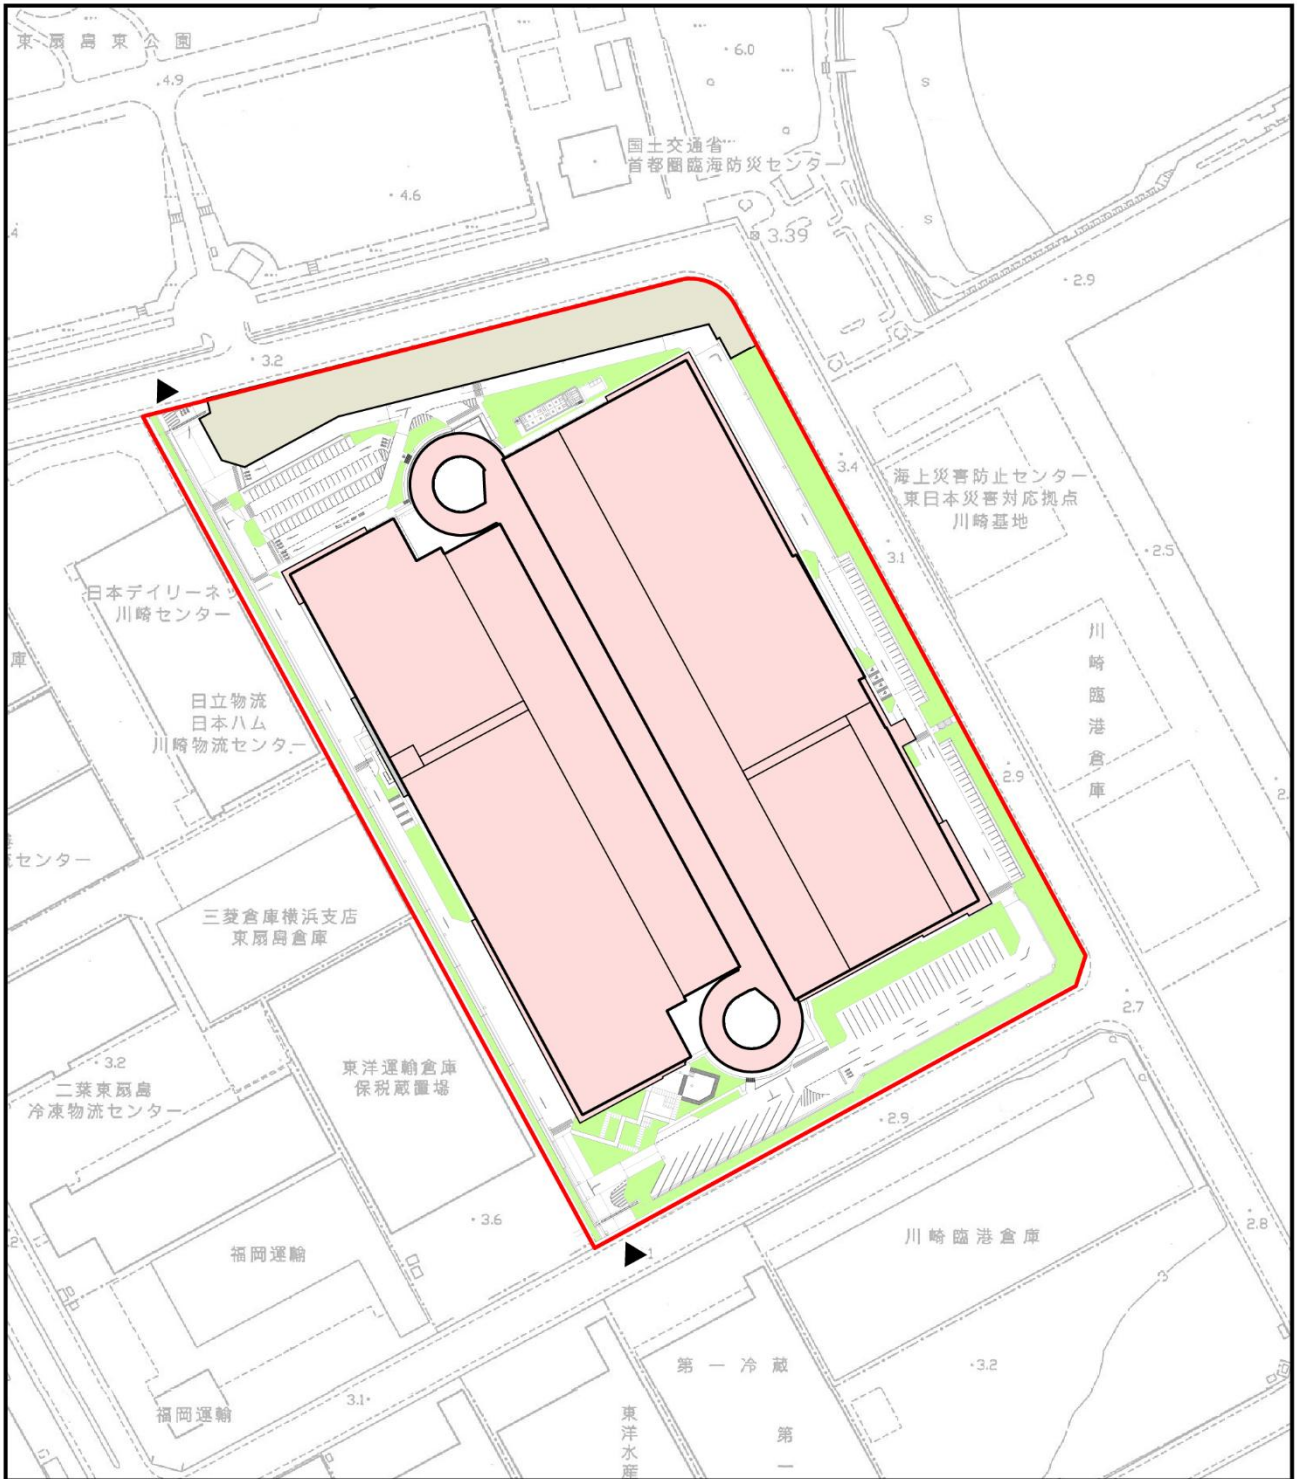 東扇島東公園
4.9
6.0
国土交通省
首都圏臨海防災センター
4.6
3.39
2.9
3.2
3.4
海上災害防止センター
東日本災害対応拠点
川崎基地
3.1
2.5
日本デイリーネッ
川崎センター
庫
川崎臨港倉庫
日立物流
日本ハム
川崎物流センター
2.9
センター
三菱倉庫横浜支店
東扇島倉庫
2.7
3.2
二葉東扇島
冷凍物流センター
東洋運輸倉庫
保税蔵置場
2.9
3.6
2.8
福岡運輸
川崎臨港倉庫
第一冷蔵
3.2
3.1
福岡運輸
東洋水産
第一